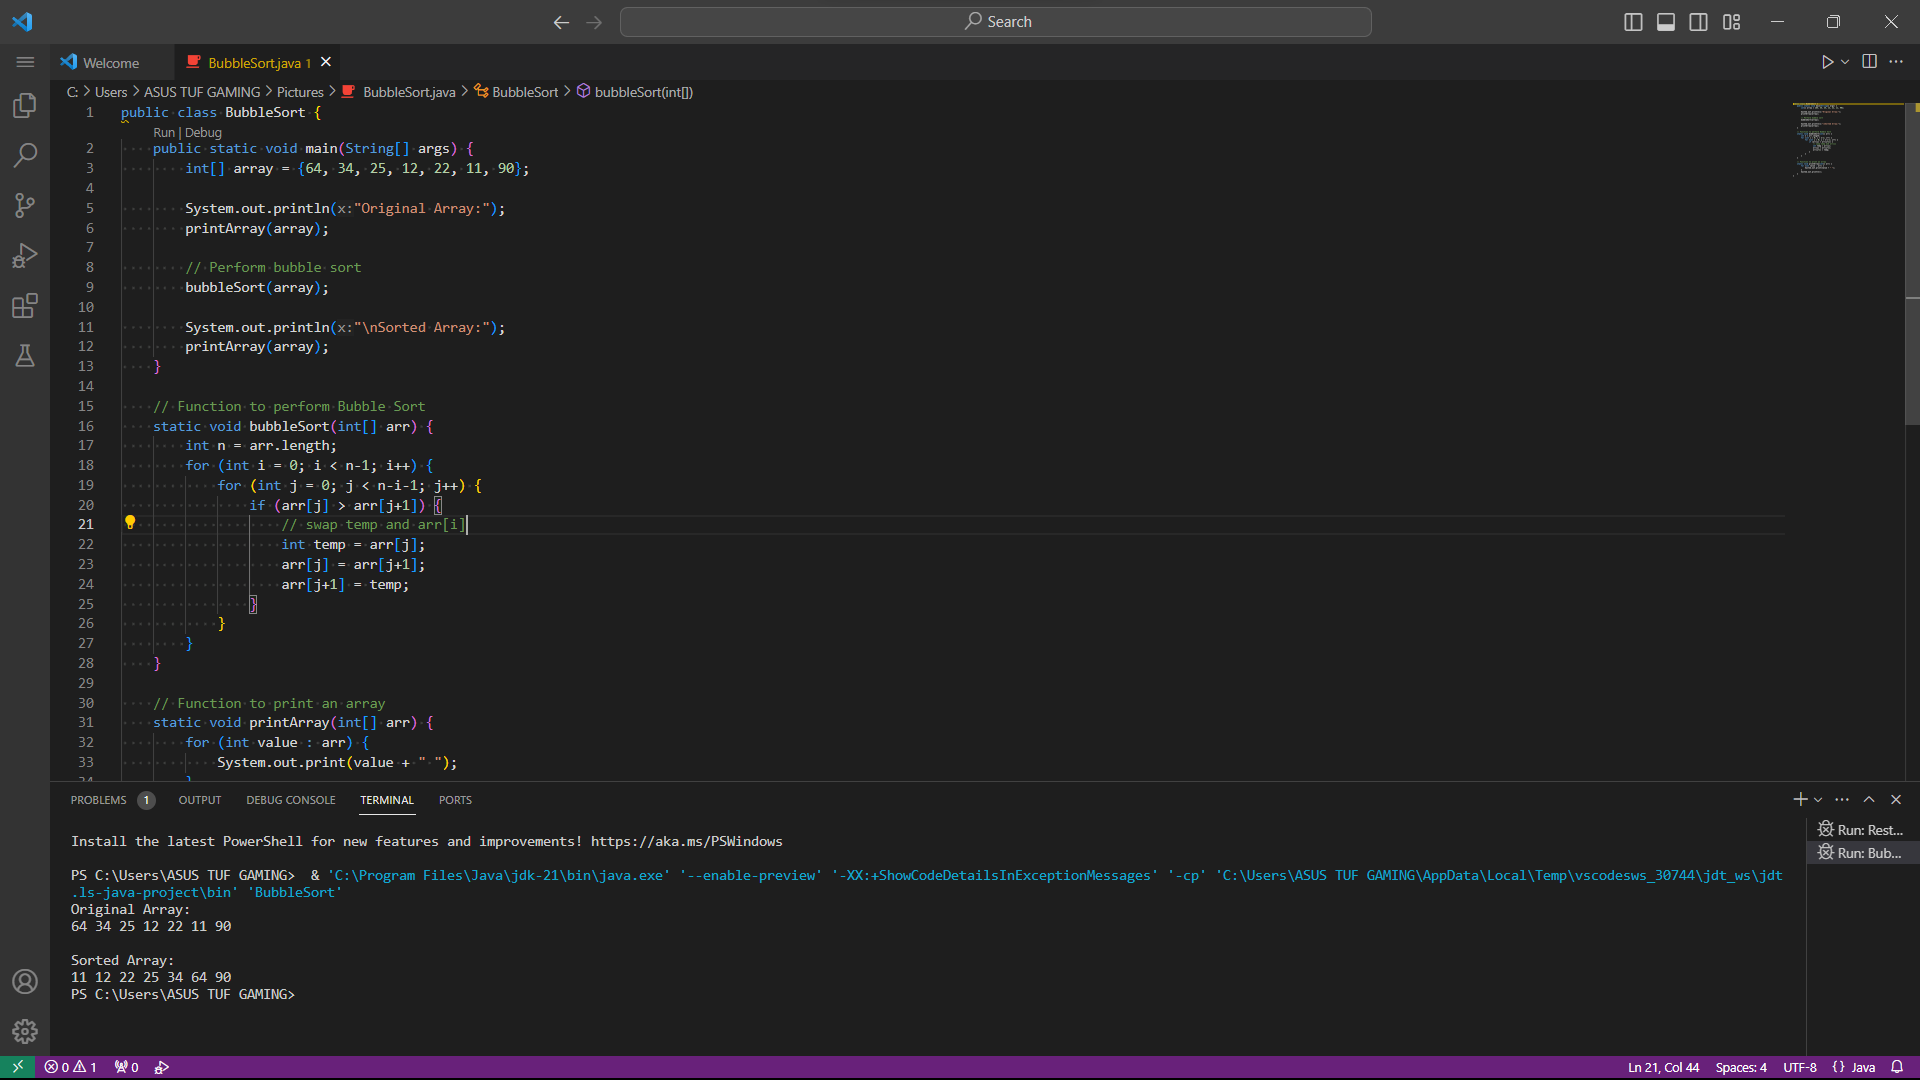 Search
Welcome
BubbleSort.java 1
C: > Users > ASUS TUF GAMING > Pictures > BubbleSort.java > BubbleSort > bubbleSort(int[])
1 public class BubbleSort {
Run | Debug
2 public static void main(String[] args) {
3 int[] array = {64, 34, 25, 12, 22, 11, 90};
4
5 System.out.println(x:"Original Array:");
6 printArray(array);
7
8 // Perform bubble sort
9 bubbleSort(array);
10
11 System.out.println(x:"\nSorted Array:");
12 printArray(array);
13 }
14
15 // Function to perform Bubble Sort
16 static void bubbleSort(int[] arr) {
17 int n = arr.length;
18 for (int i = 0; i < n-1; i++) {
19 for (int j = 0; j < n-i-1; j++) {
20 if (arr[j] > arr[j+1]) {
21 // swap temp and arr[i]
22 int temp = arr[j];
23 arr[j] = arr[j+1];
24 arr[j+1] = temp;
25 }
26 }
27 }
28 }
29
30 // Function to print an array
31 static void printArray(int[] arr) {
32 for (int value : arr) {
33 System.out.print(value + " ");
34 }
PROBLEMS 1 OUTPUT DEBUG CONSOLE TERMINAL PORTS
Install the latest PowerShell for new features and improvements! https://aka.ms/PSWindows
PS C:\Users\ASUS TUF GAMING>  & 'C:\Program Files\Java\jdk-21\bin\java.exe' '--enable-preview' '-XX:+ShowCodeDetailsInExceptionMessages' '-cp' 'C:\Users\ASUS TUF GAMING\AppData\Local\Temp\vscodesws_30744\jdt_ws\jdt
.ls-java-project\bin' 'BubbleSort'
Original Array:
64 34 25 12 22 11 90
Sorted Array:
11 12 22 25 34 64 90
PS C:\Users\ASUS TUF GAMING>
Run: Rest...
Run: Bub...
0 1 0
Ln 21, Col 44 Spaces: 4 UTF-8 {} Java